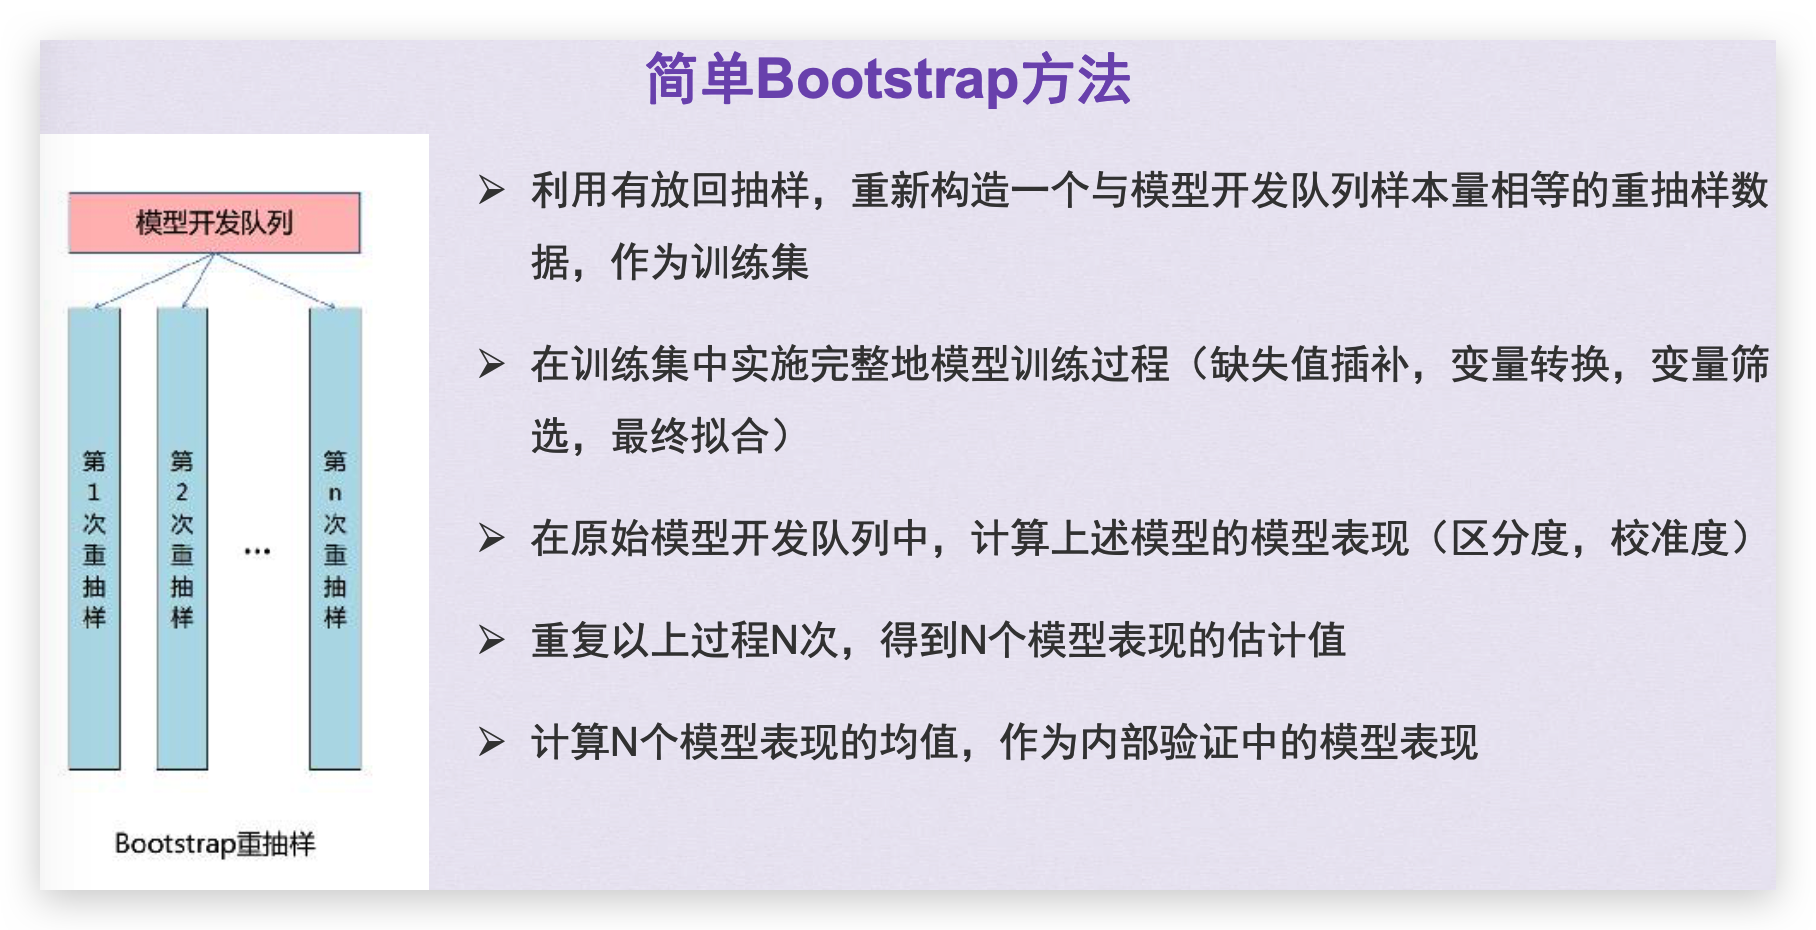 简单Bootstrap方法
模型开发队列
第1次重抽样
第2次重抽样
...
第n次重抽样
Bootstrap重抽样
➢ 利用有放回抽样，重新构造一个与模型开发队列样本量相等的重抽样数
据，作为训练集
➢ 在训练集中实施完整地模型训练过程（缺失值插补，变量转换，变量筛
选，最终拟合）
➢ 在原始模型开发队列中，计算上述模型的模型表现（区分度，校准度）
➢ 重复以上过程N次，得到N个模型表现的估计值
➢ 计算N个模型表现的均值，作为内部验证中的模型表现